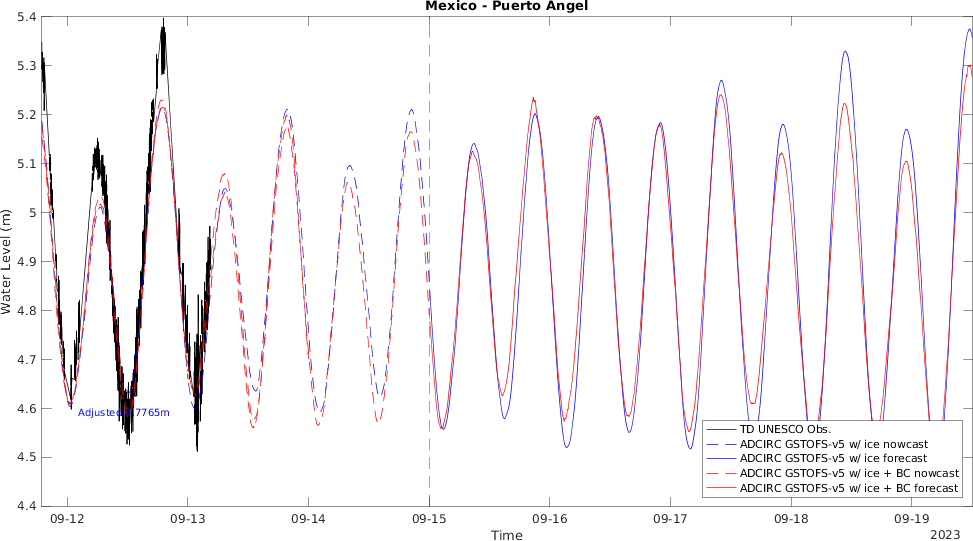 Mexico - Puerto Angel
5.4
5.3
5.2
5.1
5
4.9
4.8
4.7
4.6
4.5
4.4
Water Level (m)
Adjusted 7765m
TD UNESCO Obs.
ADCIRC GSTOFS-v5 w/ ice nowcast
ADCIRC GSTOFS-v5 w/ ice forecast
ADCIRC GSTOFS-v5 w/ ice + BC nowcast
ADCIRC GSTOFS-v5 w/ ice + BC forecast
09-12 09-13 09-14 09-15 09-16 09-17 09-18 09-19
Time
2023